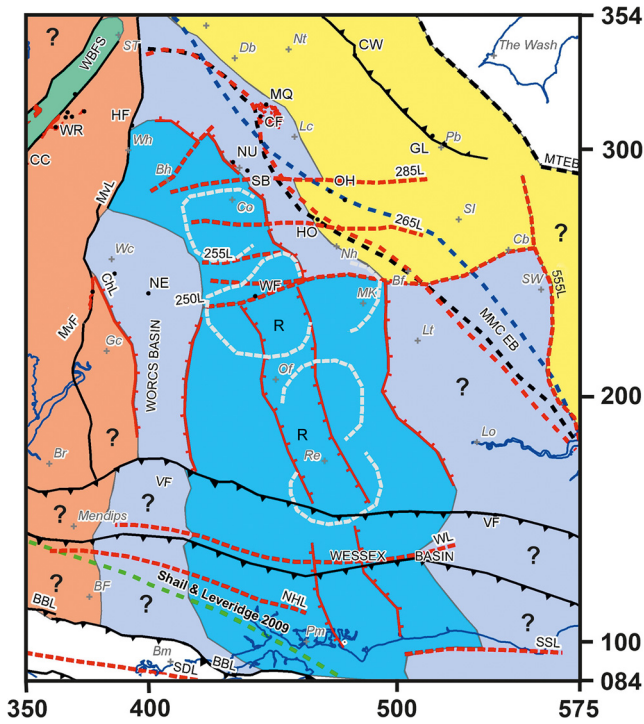 354
?
WBFS
ST
Db
Nt
CW
The Wash
MQ
CF
Lc
WR
HF
CC
Wh
NU
GL
Pb
300
MTEB
Bh
SB
OH
285L
MvL
Co
265L
SI
HO
?
Cb
Wc
255L
Nh
ChL
NE
WF
Bf
SW
555L
250L
MK
MMC EB
MvF
R
Gc
WORCS BASIN
Lt
Of
?
200
?
R
Lo
Br
Re
VF
?
?
VF
Mendips
WL
?
WESSEX BASIN
?
BF
?
NHL
BBL
Shail & Leveridge 2009
?
Pm
Bm
SSL
100
SDL
BBL
084
350
400
500
575